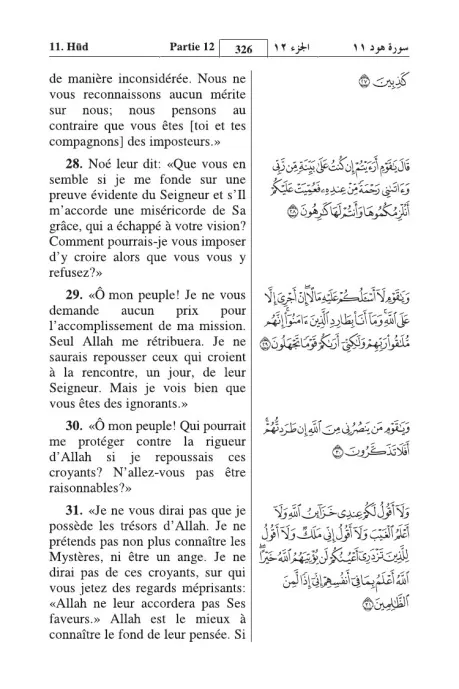 11. Hūd Partie 12 326 الجزء ١٢ سورة هود ١١
de manière inconsidérée. Nous ne
vous reconnaissons aucun mérite
sur nous; nous pensons au
contraire que vous êtes [toi et tes
compagnons] des imposteurs.»
28. Noé leur dit: «Que vous en
semble si je me fonde sur une
preuve évidente du Seigneur et s’Il
m’accorde une miséricorde de Sa
grâce, qui a échappé à votre vision?
Comment pourrais-je vous imposer
d’y croire alors que vous vous y
refusez?»
29. «Ô mon peuple! Je ne vous
demande aucun prix pour
l’accomplissement de ma mission.
Seul Allah me rétribuera. Je ne
saurais repousser ceux qui croient
à la rencontre, un jour, de leur
Seigneur. Mais je vois bien que
vous êtes des ignorants.»
30. «Ô mon peuple! Qui pourrait
me protéger contre la rigueur
d’Allah si je repoussais ces
croyants? N’allez-vous pas être
raisonnables?»
31. «Je ne vous dirai pas que je
possède les trésors d’Allah. Je ne
prétends pas non plus connaître les
Mystères, ni être un ange. Je ne
dirai pas de ces croyants, sur qui
vous jetez des regards méprisants:
«Allah ne leur accordera pas Ses
faveurs.» Allah est le mieux à
connaître le fond de leur pensée. Si
كَٰذِبِينَ ٢٧
قَالَ يَٰقَوْمِ أَرَءَيْتُمْ إِن كُنتُ عَلَىٰ بَيِّنَةٍ مِّن رَّبِّي
وَءَاتَىٰنِي رَحْمَةً مِّنْ عِندِهِۦ فَعُمِّيَتْ عَلَيْكُمْ
أَنُلْزِمُكُمُوهَا وَأَنتُمْ لَهَا كَٰرِهُونَ ٢٨
وَيَٰقَوْمِ لَآ أَسْـَٔلُكُمْ عَلَيْهِ مَالًا إِنْ أَجْرِيَ إِلَّا
عَلَى ٱللَّهِ وَمَآ أَنَا۠ بِطَارِدِ ٱلَّذِينَ ءَامَنُوٓا۟ إِنَّهُم
مُّلَٰقُوا۟ رَبِّهِمْ وَلَٰكِنِّيٓ أَرَىٰكُمْ قَوْمًا تَجْهَلُونَ ٢٩
وَيَٰقَوْمِ مَن يَنصُرُنِي مِنَ ٱللَّهِ إِن طَرَدتُّهُمْ
أَفَلَا تَذَكَّرُونَ ٣٠
وَلَآ أَقُولُ لَكُمْ عِندِي خَزَآئِنُ ٱللَّهِ وَلَآ
أَعْلَمُ ٱلْغَيْبَ وَلَآ أَقُولُ إِنِّي مَلَكٌ وَلَآ أَقُولُ
لِلَّذِينَ تَزْدَرِيٓ أَعْيُنُكُمْ لَن يُؤْتِيَهُمُ ٱللَّهُ خَيْرًا
ٱللَّهُ أَعْلَمُ بِمَا فِيٓ أَنفُسِهِمْ إِنِّيٓ إِذًا لَّمِنَ
ٱلظَّٰلِمِينَ ٣١